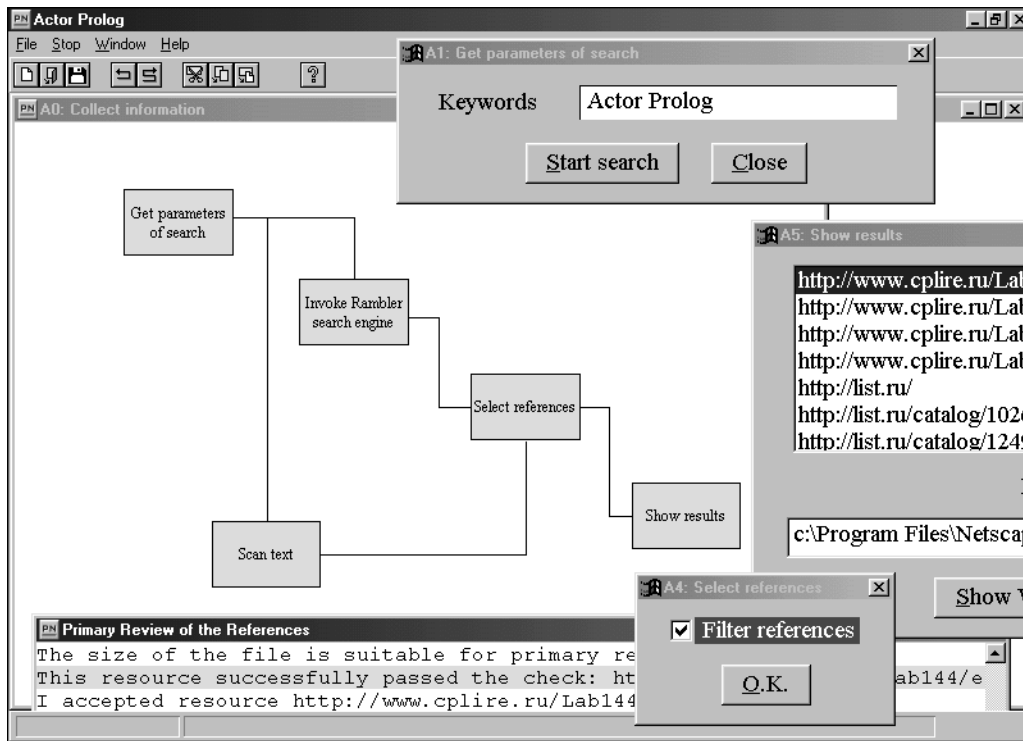 Actor Prolog
File Stop Window Help
A1: Get parameters of search
Keywords Actor Prolog
Start search Close
A0: Collect information
Get parameters
of search
Invoke Rambler
search engine
Select references
Show results
Scan text
A5: Show results
http://www.cplire.ru/Lab
http://www.cplire.ru/Lab
http://www.cplire.ru/Lab
http://www.cplire.ru/Lab
http://list.ru/
http://list.ru/catalog/102
http://list.ru/catalog/1249
c:\Program Files\Netscap
Show
A4: Select references
Filter references
O.K.
Primary Review of the References
The size of the file is suitable for primary re
This resource successfully passed the check: ht ab144/e
I accepted resource http://www.cplire.ru/Lab144